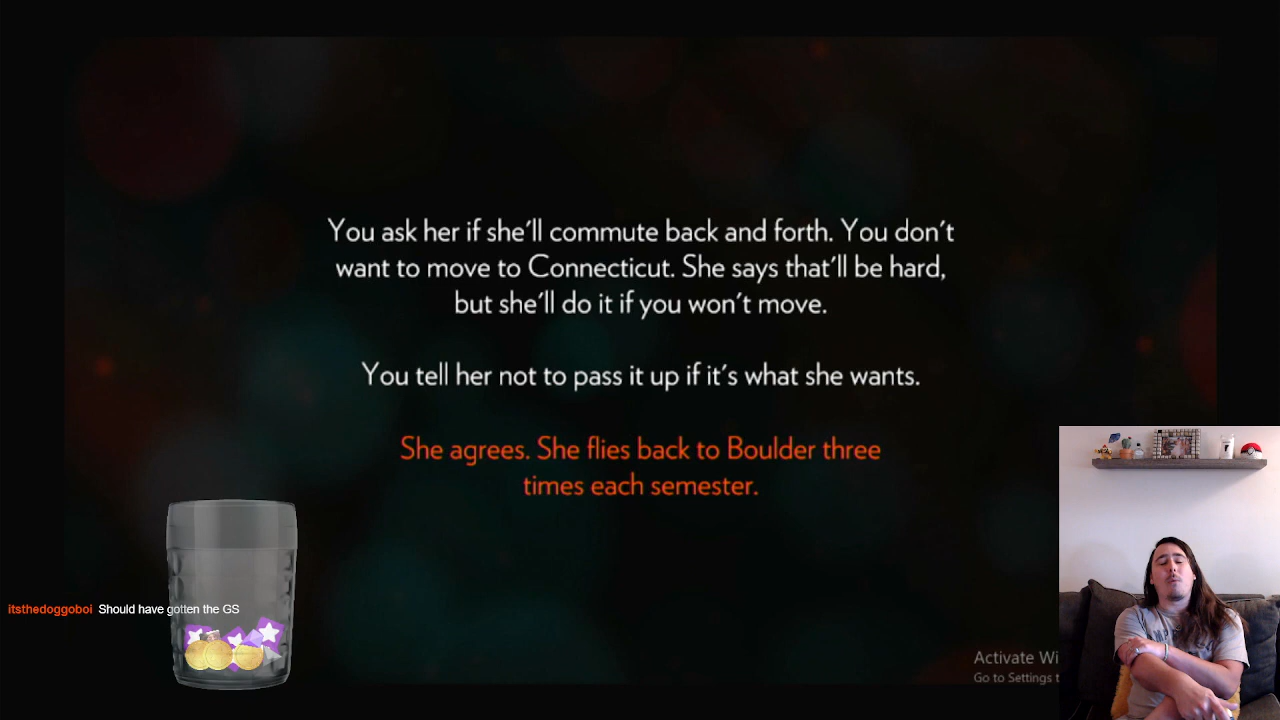 You ask her if she'll commute back and forth. You don't
want to move to Connecticut. She says that'll be hard,
but she'll do it if you won't move.
You tell her not to pass it up if it's what she wants.
She agrees. She flies back to Boulder three
times each semester.
itsthedoggoboi Should have gotten the GS
Activate Wi
Go to Settings t